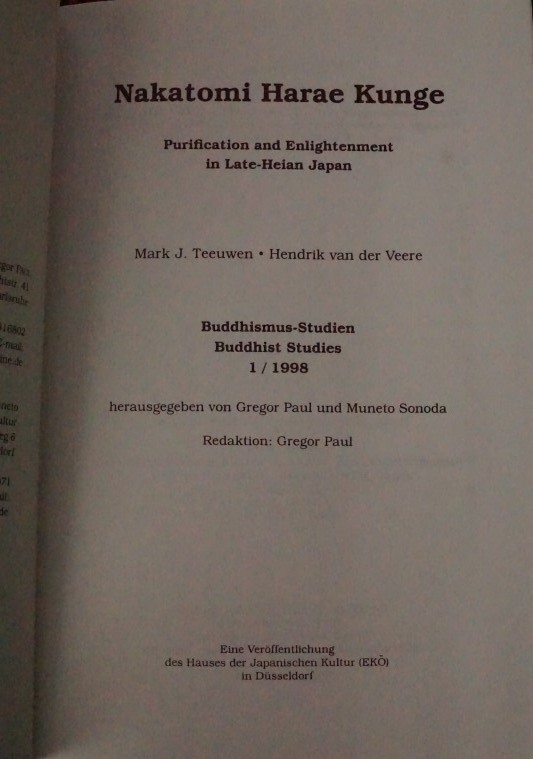 Nakatomi Harae Kunge
Purification and Enlightenment
in Late-Heian Japan
Mark J. Teeuwen • Hendrik van der Veere
Buddhismus-Studien
Buddhist Studies
1 / 1998
herausgegeben von Gregor Paul und Muneto Sonoda
Redaktion: Gregor Paul
Eine Veröffentlichung
des Hauses der Japanischen Kultur (EKŌ)
in Düsseldorf